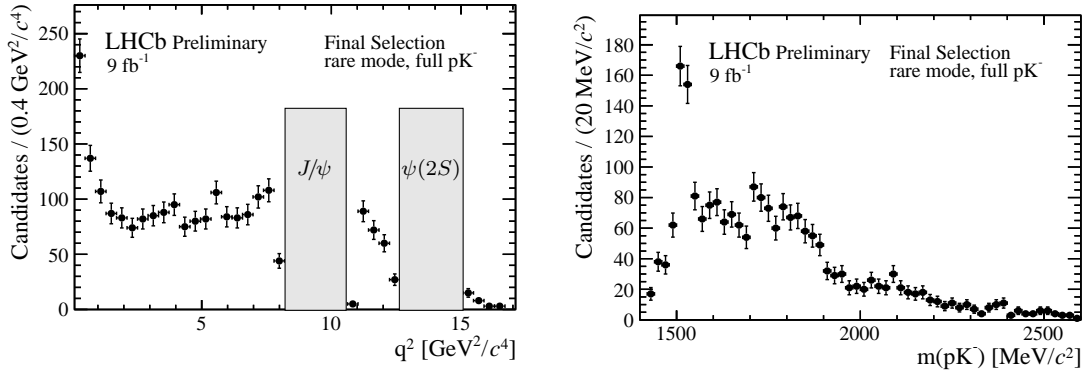 Candidates / (0.4 GeV²/c⁴)
250
200
150
100
50
0
LHCb Preliminary
9 fb⁻¹
Final Selection
rare mode, full pK⁻
J/ψ
ψ(2S)
5
10
15
q² [GeV²/c⁴]
Candidates / (20 MeV/c²)
180
160
140
120
100
80
60
40
20
0
LHCb Preliminary
9 fb⁻¹
Final Selection
rare mode, full pK⁻
1500
2000
2500
m(pK⁻) [MeV/c²]